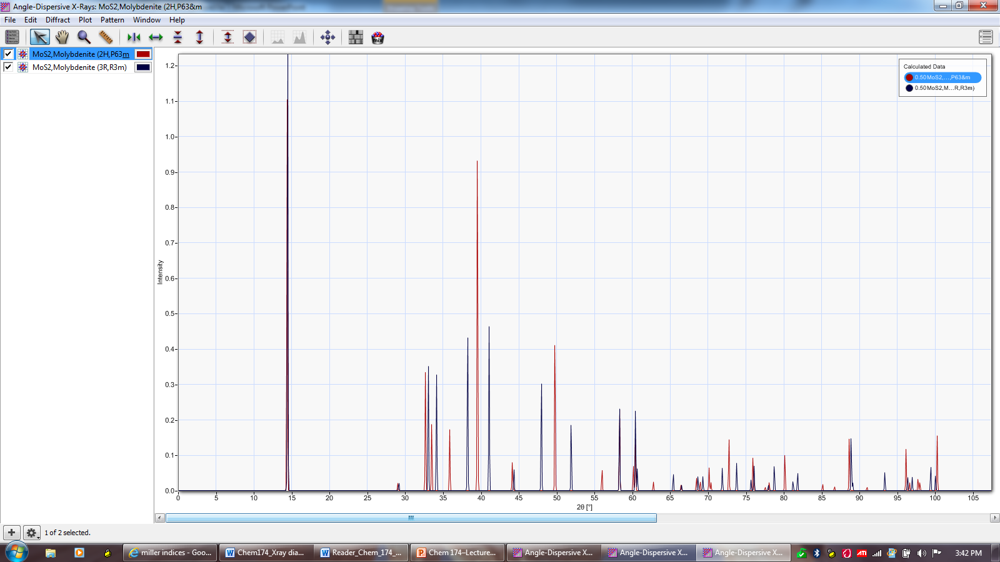 Angle-Dispersive X-Rays: MoS2,Molybdenite (2H,P63&m
File Edit Diffract Plot Pattern Window Help
mix
MoS2,Molybdenite (2H,P63m
MoS2,Molybdenite (3R,R3m)
Calculated Data
0.50MoS2,...,P63&m
0.50MoS2,M...R,R3m)
1.2
1.1
1.0
0.9
0.8
0.7
0.6
0.5
0.4
0.3
0.2
0.1
0.0
Intensity
0 5 10 15 20 25 30 35 40 45 50 55 60 65 70 75 80 85 90 95 100 105
2θ [°]
1 of 2 selected.
miller indices - Goo...
Chem174_Xray dia...
Reader_Chem_174_...
Chem 174–Lecture...
Angle-Dispersive X...
Angle-Dispersive X...
Angle-Dispersive X...
ATI
3:42 PM